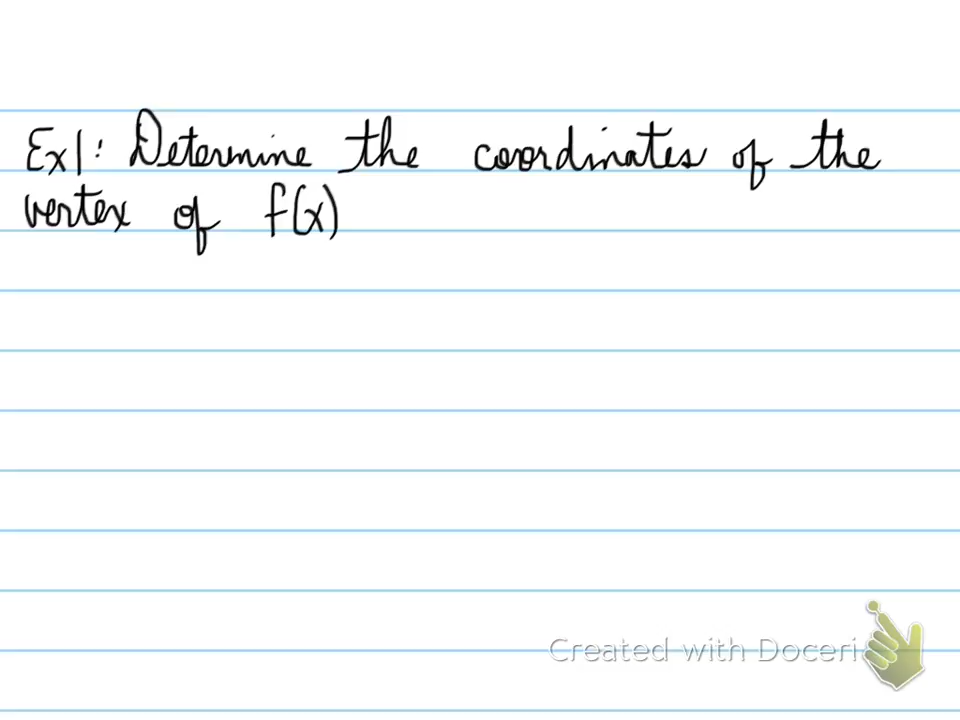 Ex1: Determine the coordinates of the
vertex of f(x)
Created with Doceri